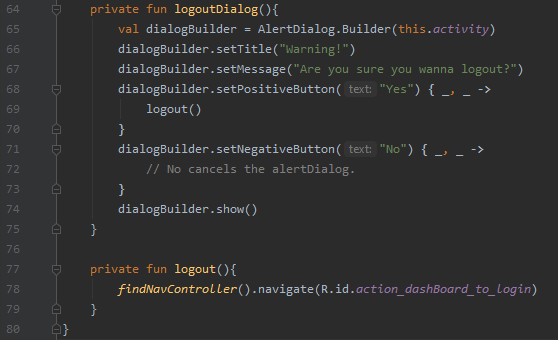 64 private fun logoutDialog(){
65 val dialogBuilder = AlertDialog.Builder(this.activity)
66 dialogBuilder.setTitle("Warning!")
67 dialogBuilder.setMessage("Are you sure you wanna logout?")
68 dialogBuilder.setPositiveButton( text: "Yes") { _, _ ->
69 logout()
70 }
71 dialogBuilder.setNegativeButton( text: "No") { _, _ ->
72 // No cancels the alertDialog.
73 }
74 dialogBuilder.show()
75 }
76
77 private fun logout(){
78 findNavController().navigate(R.id.action_dashBoard_to_login)
79 }
80 }